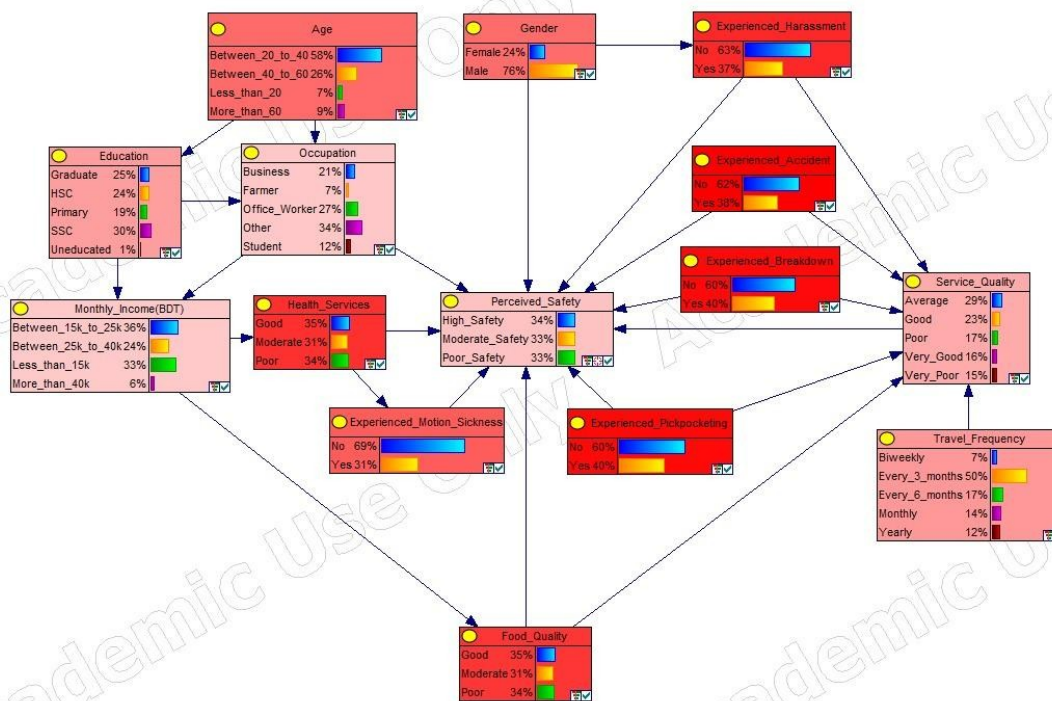 Age
Between_20_to_40 58%
Between_40_to_60 26%
Less_than_20 7%
More_than_60 9%
Gender
Female 24%
Male 76%
Experienced_Harassment
No 63%
Yes 37%
Education
Graduate 25%
HSC 24%
Primary 19%
SSC 30%
Uneducated 1%
Occupation
Business 21%
Farmer 7%
Office_Worker 27%
Other 34%
Student 12%
Experienced_Accident
No 62%
Yes 38%
Experienced_Breakdown
No 60%
Yes 40%
Service_Quality
Average 29%
Good 23%
Poor 17%
Very_Good 16%
Very_Poor 15%
Monthly_Income(BDT)
Between_15k_to_25k 36%
Between_25k_to_40k 24%
Less_than_15k 33%
More_than_40k 6%
Health_Services
Good 35%
Moderate 31%
Poor 34%
Perceived_Safety
High_Safety 34%
Moderate_Safety 33%
Poor_Safety 33%
Experienced_Motion_Sickness
No 69%
Yes 31%
Experienced_Pickpocketing
No 60%
Yes 40%
Travel_Frequency
Biweekly 7%
Every_3_months 50%
Every_6_months 17%
Monthly 14%
Yearly 12%
Food_Quality
Good 35%
Moderate 31%
Poor 34%
Academic Use Only
Academic Use Only